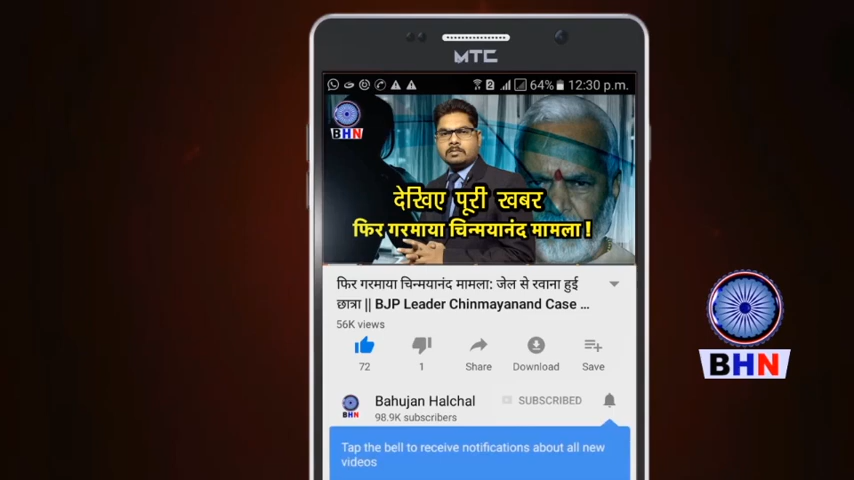 MTC
2 64% 12:30 p.m.
BHN
देखिए पूरी खबर
फिर गरमाया चिन्मयानंद मामला !
फिर गरमाया चिन्मयानंद मामला: जेल से रवाना हुई
छात्रा || BJP Leader Chinmayanand Case ...
56K views
72 1 Share Download Save
BHN
Bahujan Halchal SUBSCRIBED
98.9K subscribers
Tap the bell to receive notifications about all new
videos
BHN